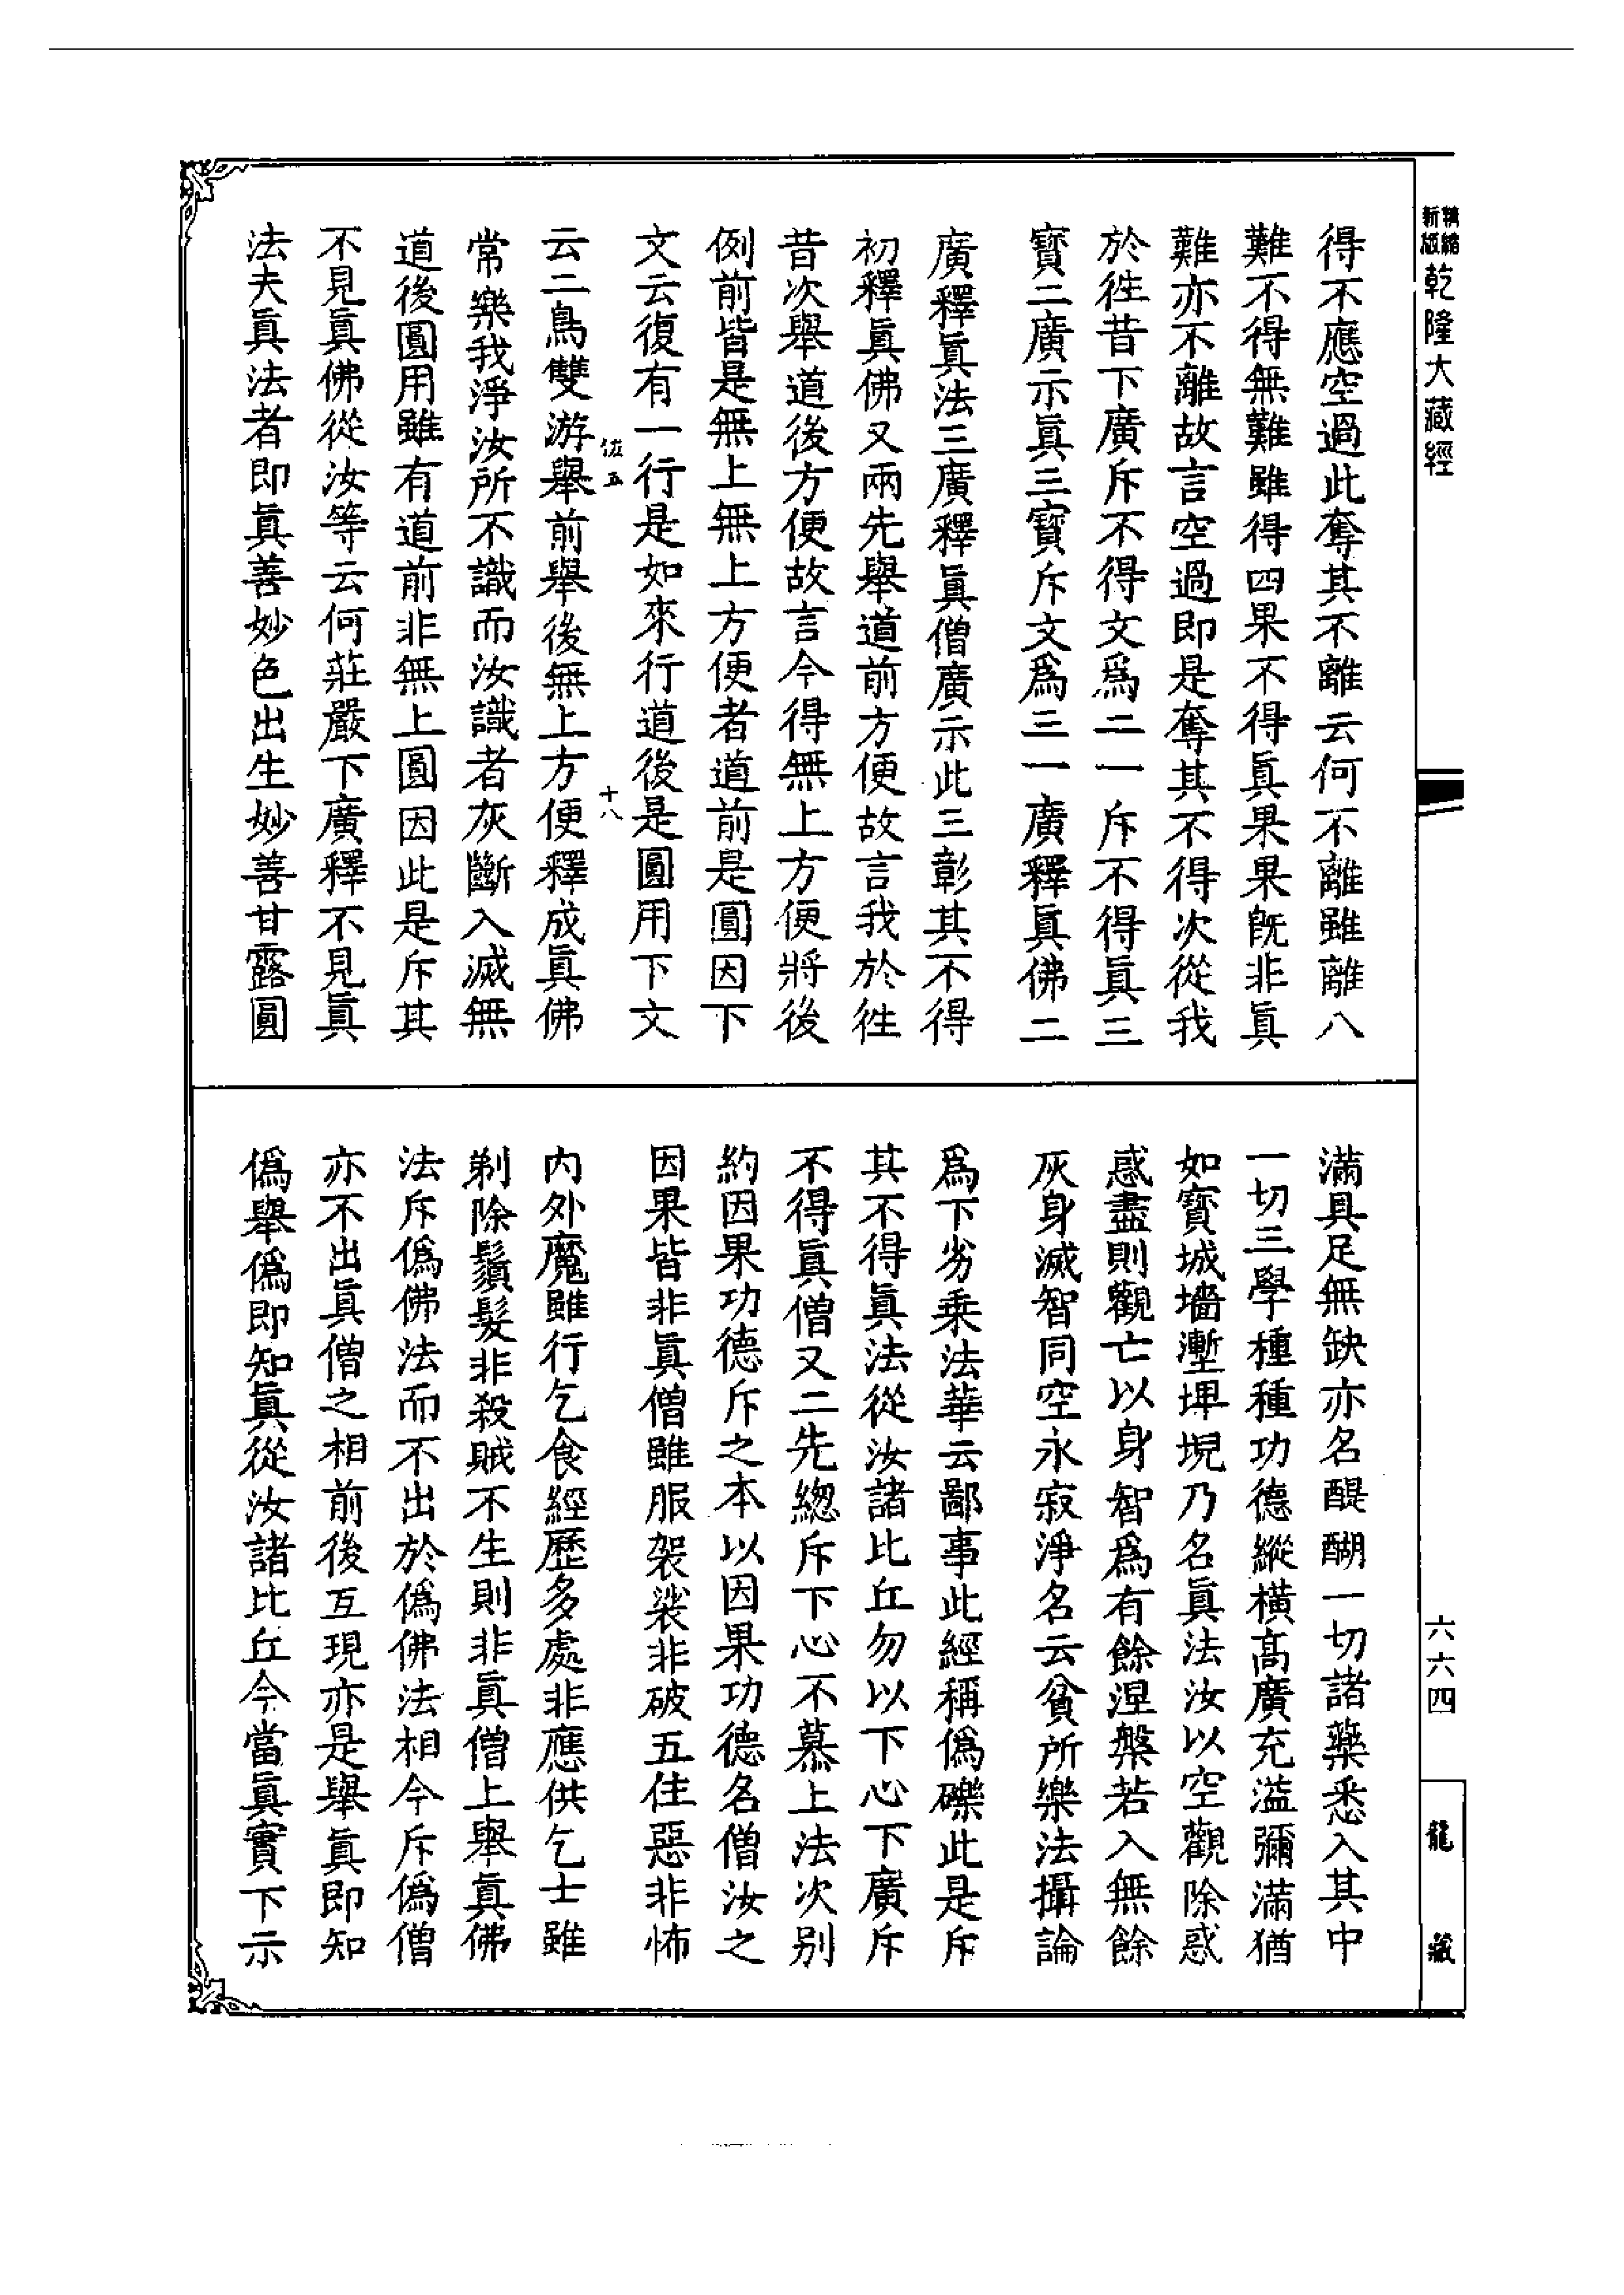 精縮
新版
乾隆大藏經
得不應空過此奪其不離云何不離雖離八
難不得無難雖得四果不得眞果果旣非眞
難亦不離故言空過即是奪其不得次從我
於徃昔下廣斥不得文爲二一斥不得眞三
寳二廣示眞三寳斥文爲三一廣釋眞佛二
廣釋眞法三廣釋眞僧廣示此三彰其不得
初釋眞佛又兩先舉道前方便故言我於徃
昔次舉道後方便故言今得無上方便將後
例前皆是無上無上方便者道前是圓因下
文云復有一行是如來行道後是圓用下文
伭五
十八
云二鳥雙游舉前舉後無上方便釋成眞佛
常樂我淨汝所不識而汝識者灰斷入滅無
道後圓用雖有道前非無上圓因此是斥其
不見眞佛從汝等云何莊嚴下廣釋不見眞
法夫眞法者即眞善妙色出生妙善甘露圓
滿具足無缺亦名醍醐一切諸藥悉入其中
一切三學種種功德縱橫髙廣充溢彌滿猶
如寳城墻壍埤堄乃名眞法汝以空觀除惑
惑盡則觀亡以身智爲有餘涅槃若入無餘
灰身滅智同空永寂淨名云貧所樂法攝論
爲下劣乘法華云鄙事此經稱僞礫此是斥
其不得眞法從汝諸比丘勿以下心下廣斥
不得眞僧又二先緫斥下心不慕上法次别
約因果功德斥之本以因果功德名僧汝之
因果皆非眞僧雖服袈裟非破五住惡非怖
内外魔雖行乞食經歷多處非應供乞士雖
剃除鬚髮非殺賊不生則非眞僧上舉眞佛
法斥僞佛法而不出於僞佛法相今斥僞僧
亦不出眞僧之相前後互現亦是舉眞即知
僞舉僞即知眞從汝諸比丘今當眞實下示
六六四
龍藏